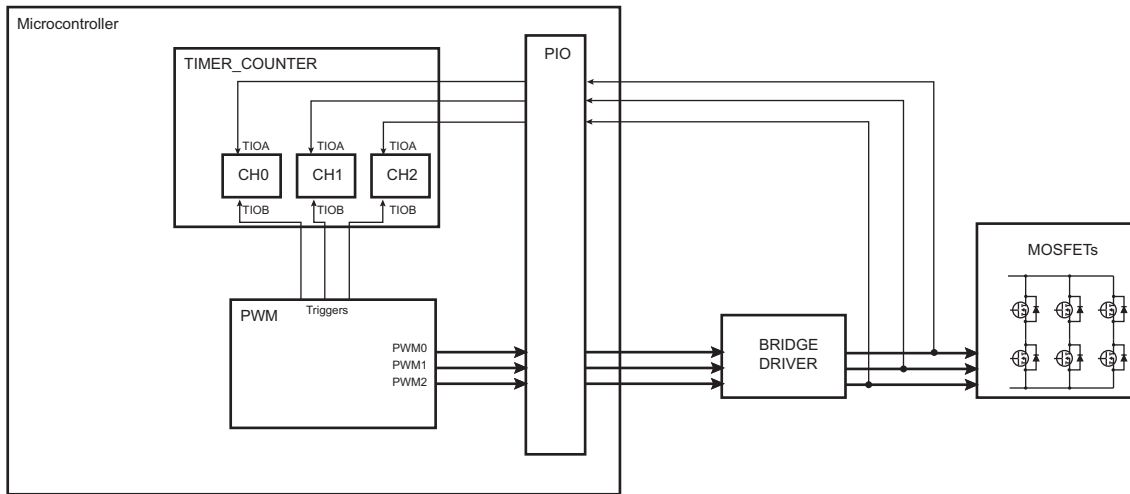 Microcontroller
TIMER_COUNTER
PIO
TIOA TIOA TIOA
CH0 CH1 CH2
TIOB TIOB TIOB
MOSFETs
PWM
Triggers
PWM0
PWM1
PWM2
BRIDGE
DRIVER